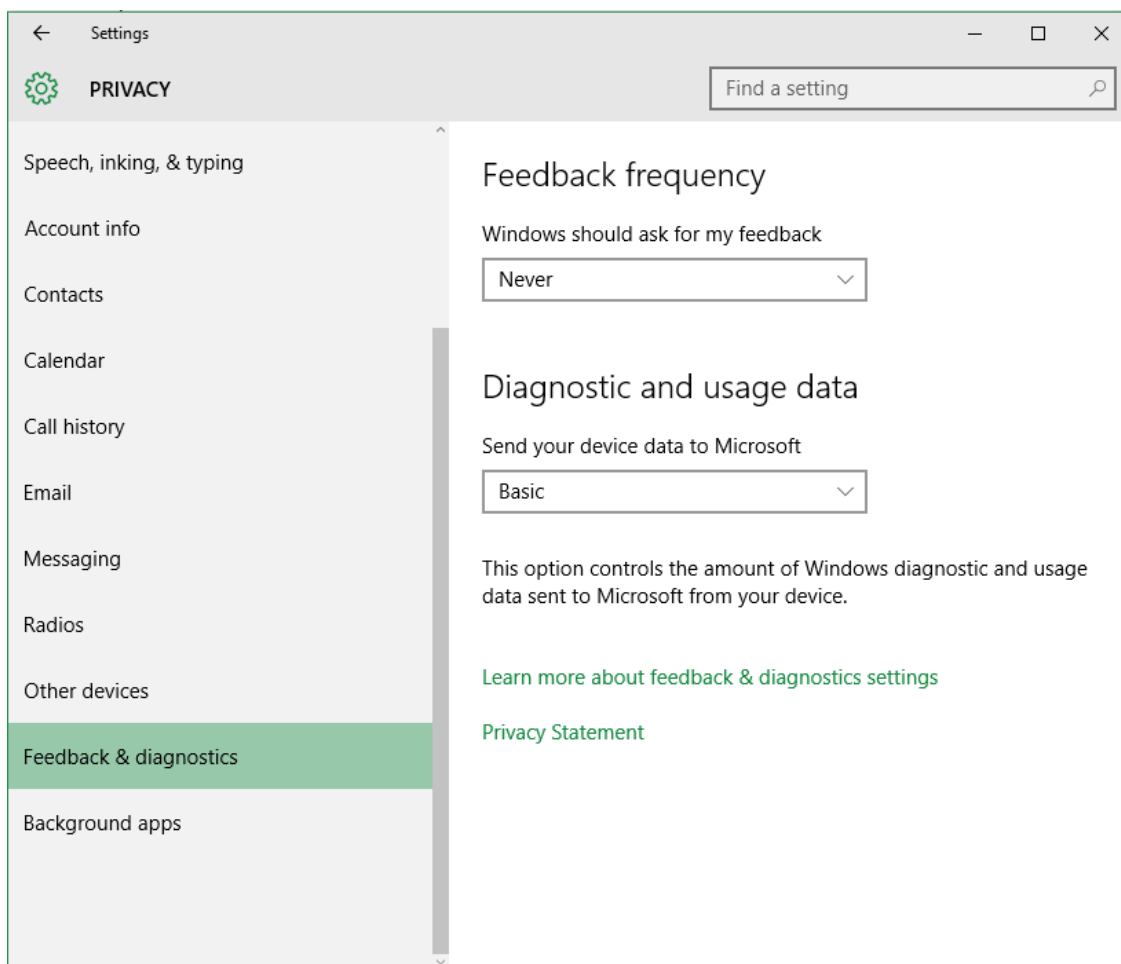 Settings
PRIVACY
Find a setting
Speech, inking, & typing
Account info
Contacts
Calendar
Call history
Email
Messaging
Radios
Other devices
Feedback & diagnostics
Background apps
Feedback frequency
Windows should ask for my feedback
Never
Diagnostic and usage data
Send your device data to Microsoft
Basic
This option controls the amount of Windows diagnostic and usage
data sent to Microsoft from your device.
Learn more about feedback & diagnostics settings
Privacy Statement